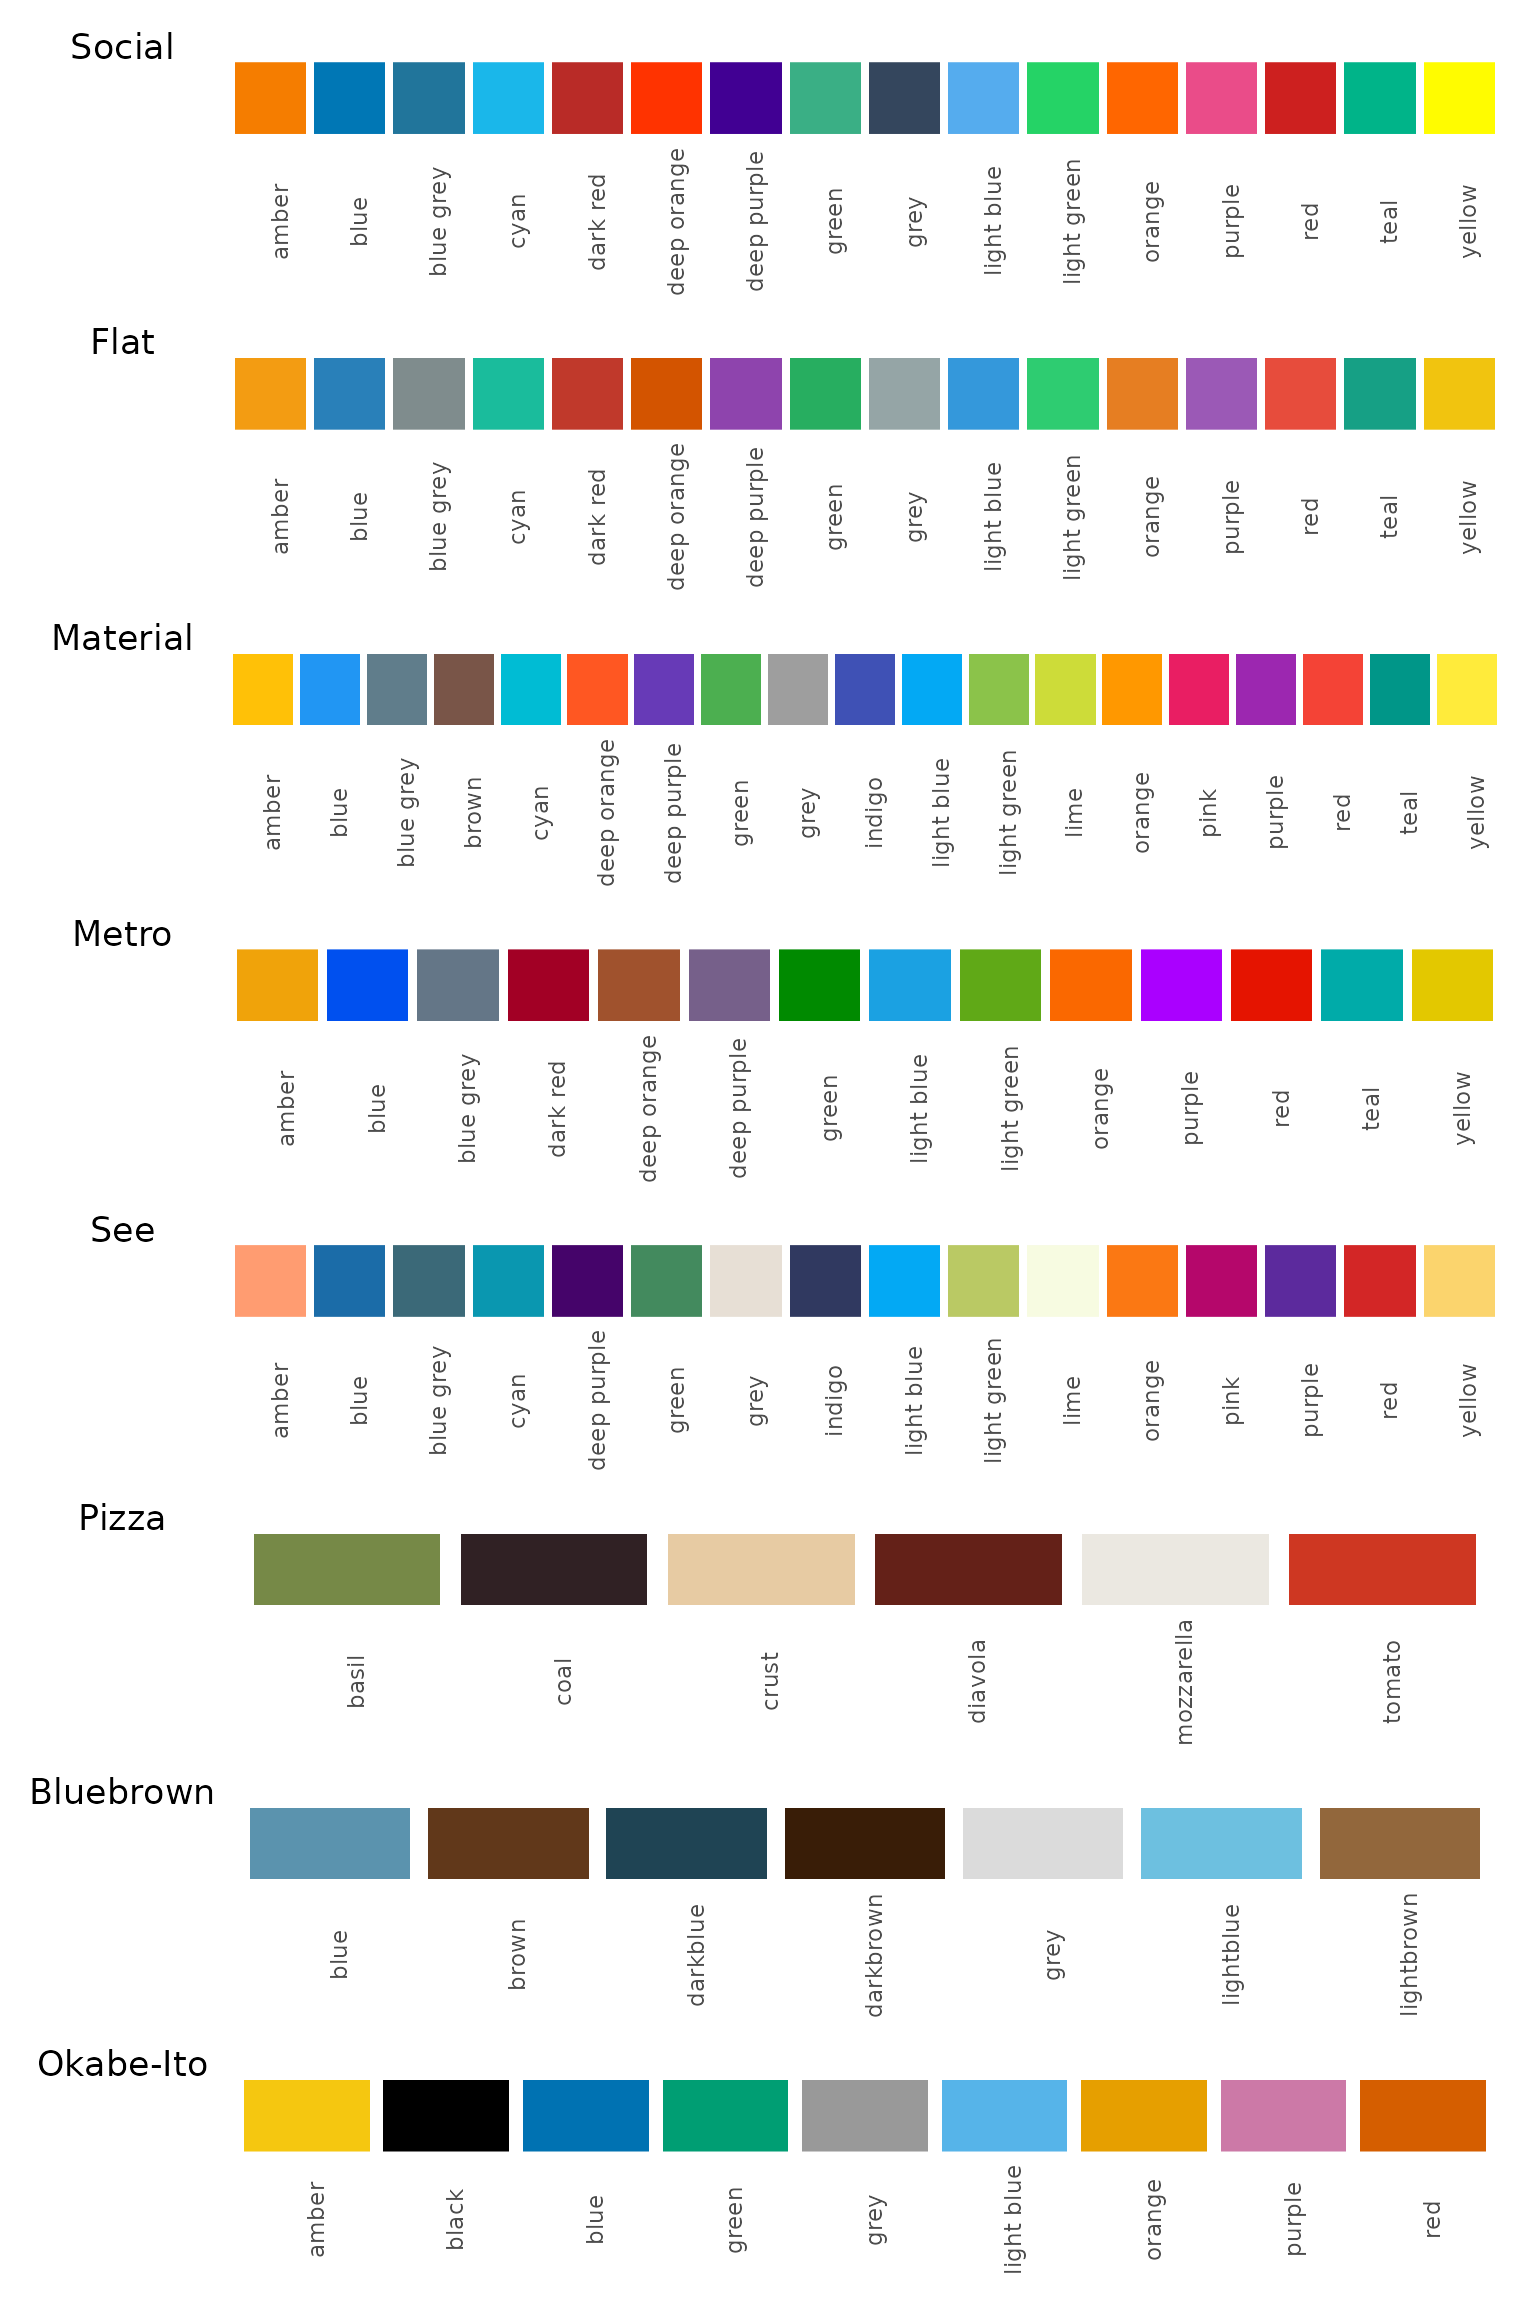 Social
amber
blue
blue grey
cyan
dark red
deep orange
deep purple
green
grey
light blue
light green
orange
purple
red
teal
yellow
Flat
amber
blue
blue grey
cyan
dark red
deep orange
deep purple
green
grey
light blue
light green
orange
purple
red
teal
yellow
Material
amber
blue
blue grey
brown
cyan
deep orange
deep purple
green
grey
indigo
light blue
light green
lime
orange
pink
purple
red
teal
yellow
Metro
amber
blue
blue grey
dark red
deep orange
deep purple
green
light blue
light green
orange
purple
red
teal
yellow
See
amber
blue
blue grey
cyan
deep purple
green
grey
indigo
light blue
light green
lime
orange
pink
purple
red
yellow
Pizza
basil
coal
crust
diavola
mozzarella
tomato
Bluebrown
blue
brown
darkblue
darkbrown
grey
lightblue
lightbrown
Okabe-Ito
amber
black
blue
green
grey
light blue
orange
purple
red